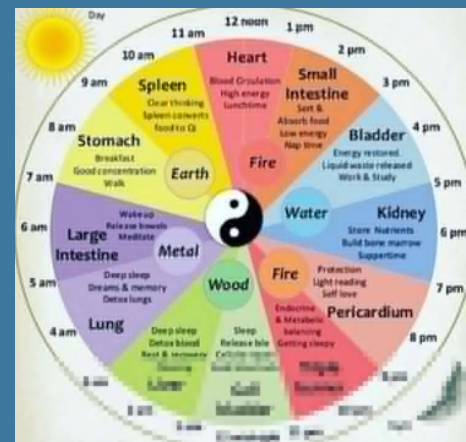 Day
12 noon
1 pm
2 pm
3 pm
4 pm
5 pm
6 pm
7 pm
8 pm
4 am
5 am
6 am
7 am
8 am
9 am
10 am
11 am
Heart
Blood Circulation
High energy
Lunchtime
Small
Intestine
Sort &
Absorb food
Low energy
Nap time
Fire
Bladder
Energy restored.
Liquid waste released
Work & Study
Water
Kidney
Store Nutrients
Build bone marrow
Suppertime
Fire
Protection
Light reading
Self love
Pericardium
Endocrine
& Metabolic
balancing
Getting sleepy
Sleep
Release bile
Wood
Deep sleep
Detox blood
Rest & recovery
Deep sleep
Dreams & memory
Detox lungs
Lung
Metal
Wake up
Release bowels
Meditate
Large
Intestine
Stomach
Breakfast
Good concentration
Walk
Earth
Spleen
Clear thinking
Spleen converts
food to Qi